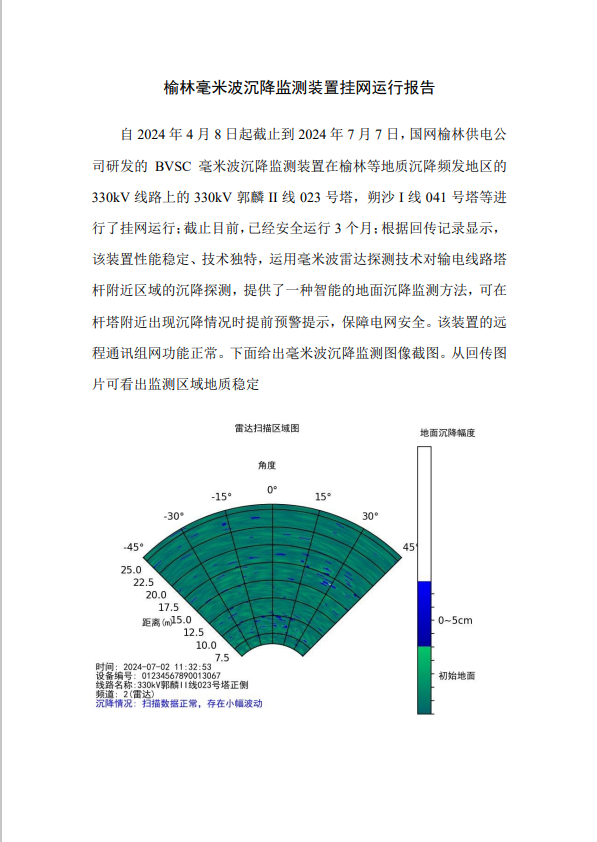 榆林毫米波沉降监测装置挂网运行报告
自 2024 年 4 月 8 日起截止到 2024 年 7 月 7 日，国网榆林供电公
司研发的 BVSC 毫米波沉降监测装置在榆林等地质沉降频发地区的
330kV 线路上的 330kV 郭麟 II 线 023 号塔，朔沙 I 线 041 号塔等进
行了挂网运行；截止目前，已经安全运行 3 个月；根据回传记录显示，
该装置性能稳定、技术独特，运用毫米波雷达探测技术对输电线路塔
杆附近区域的沉降探测，提供了一种智能的地面沉降监测方法，可在
杆塔附近出现沉降情况时提前预警提示，保障电网安全。该装置的远
程通讯组网功能正常。下面给出毫米波沉降监测图像截图。从回传图
片可看出监测区域地质稳定
雷达扫描区域图
地面沉降幅度
角度
0°
-15° 15°
-30° 30°
-45° 45°
25.0
22.5
20.0
17.5
距离(m)15.0
12.5
10.0
7.5
0~5cm
初始地面
时间: 2024-07-02 11:32:53
设备编号: 01234567890013067
线路名称:330kV郭麟II线023号塔正侧
频道: 2(雷达)
沉降情况: 扫描数据正常，存在小幅波动